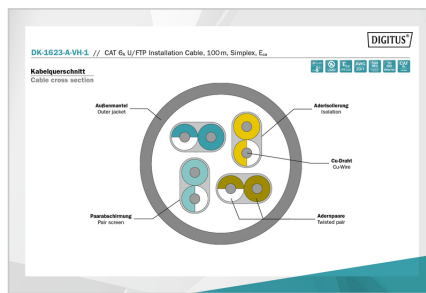 DIGITUS®
DK-1623-A-VH-1 // CAT 6A U/FTP Installation Cable, 100 m, Simplex, Eca
Kabelquerschnitt
Cable cross section
Außenmantel
Outer jacket
Aderisolierung
Isolation
Cu-Draht
Cu-Wire
Paarabschirmung
Pair screen
Adernpaare
Twisted pair